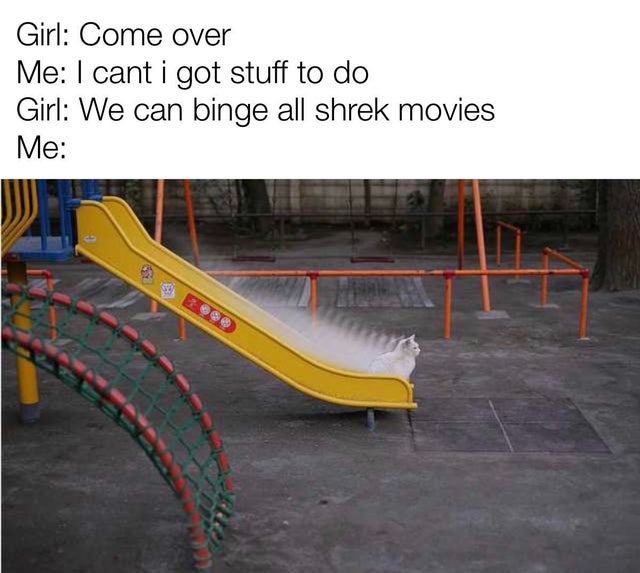 Girl: Come over
Me: I cant i got stuff to do
Girl: We can binge all shrek movies
Me: